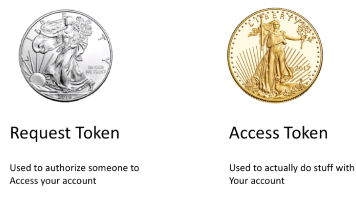 LIBERTY
Request Token
Access Token
Used to authorize someone to
Access your account
Used to actually do stuff with
Your account